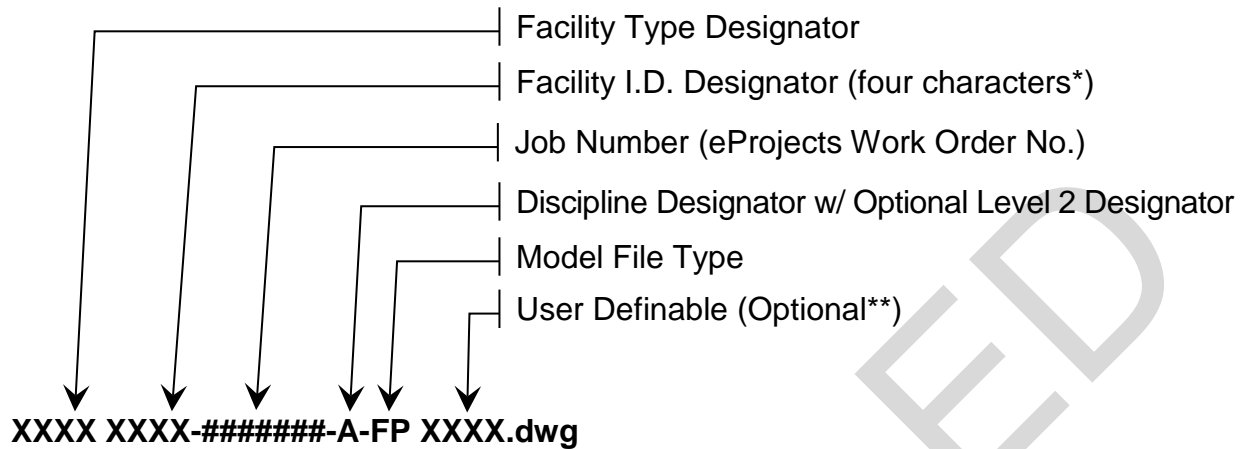 Facility Type Designator
Facility I.D. Designator (four characters*)
Job Number (eProjects Work Order No.)
Discipline Designator w/ Optional Level 2 Designator
Model File Type
User Definable (Optional**)
XXXX XXXX-#######-A-FP XXXX.dwg
ED